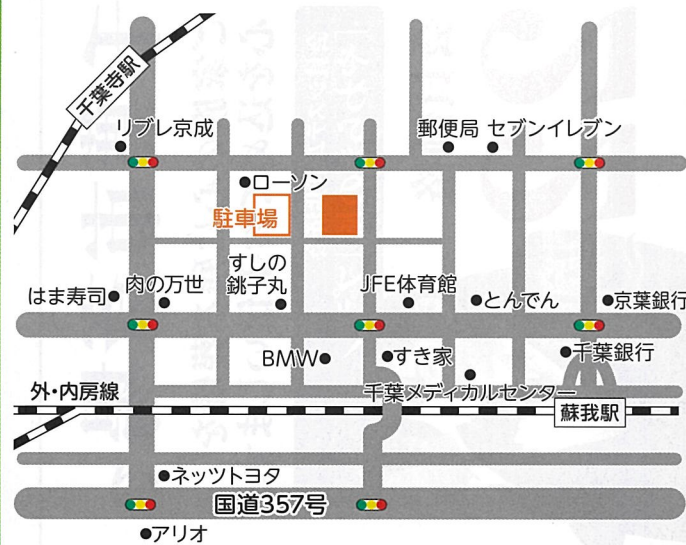 千葉寺駅
リブレ京成
郵便局
セブンイレブン
ローソン
駐車場
すしの
銚子丸
はま寿司
肉の万世
JFE体育館
とんでん
京葉銀行
BMW
すき家
千葉銀行
千葉メディカルセンター
外・内房線
蘇我駅
ネッツトヨタ
国道357号
アリオ